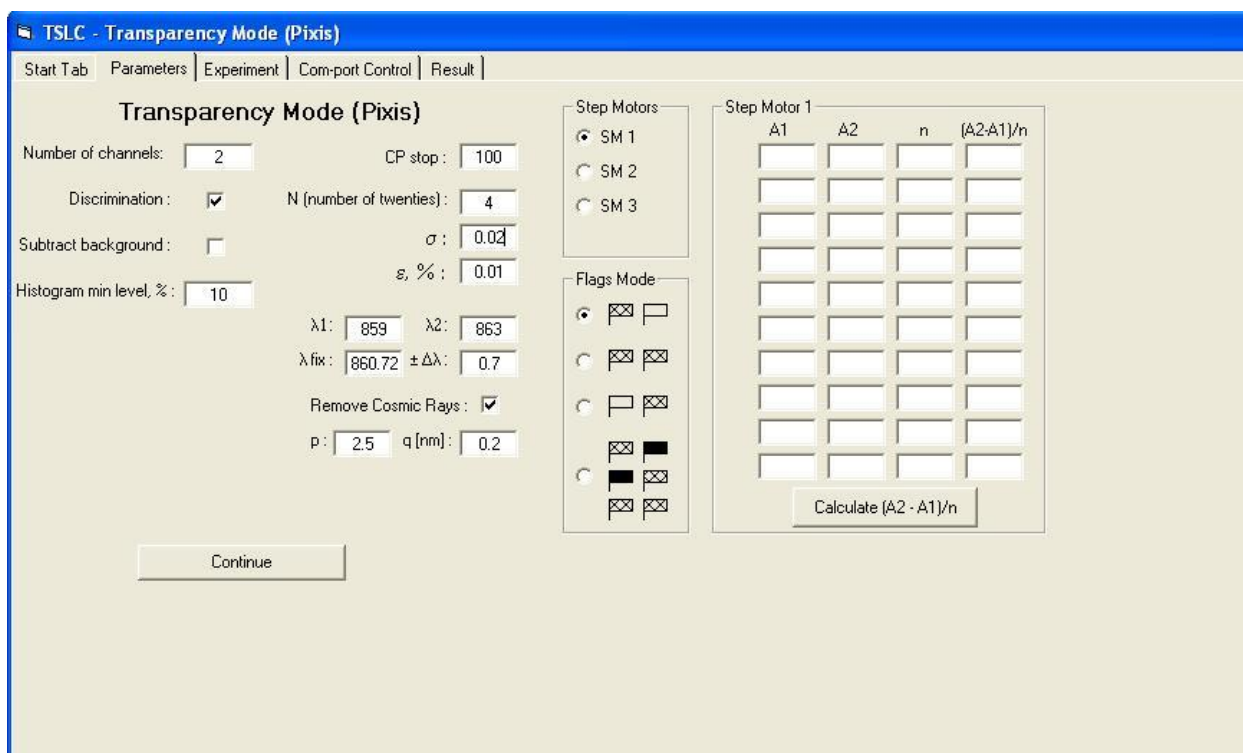 TSLC - Transparency Mode (Pixis)
Start Tab Parameters Experiment Com-port Control Result
Transparency Mode (Pixis)
Number of channels: 2
Discrimination :
Subtract background :
Histogram min level, % : 10
CP stop : 100
N (number of twenties) : 4
σ : 0.02
ε, % : 0.01
λ1: 859 λ2: 863
λ fix : 860.72 ± Δλ: 0.7
Remove Cosmic Rays :
p : 2.5 q [nm] : 0.2
Continue
Step Motors
SM 1
SM 2
SM 3
Flags Mode
Step Motor 1
A1 A2 n (A2-A1)/n
Calculate (A2 - A1)/n